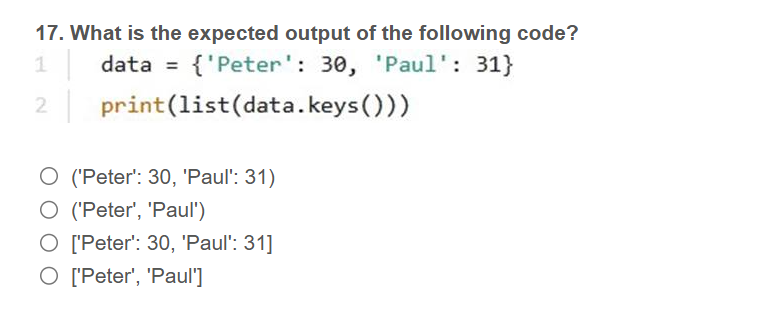 17. What is the expected output of the following code?
1 data = {'Peter': 30, 'Paul': 31}
2 print(list(data.keys()))
('Peter': 30, 'Paul': 31)
('Peter', 'Paul')
['Peter': 30, 'Paul': 31]
['Peter', 'Paul']